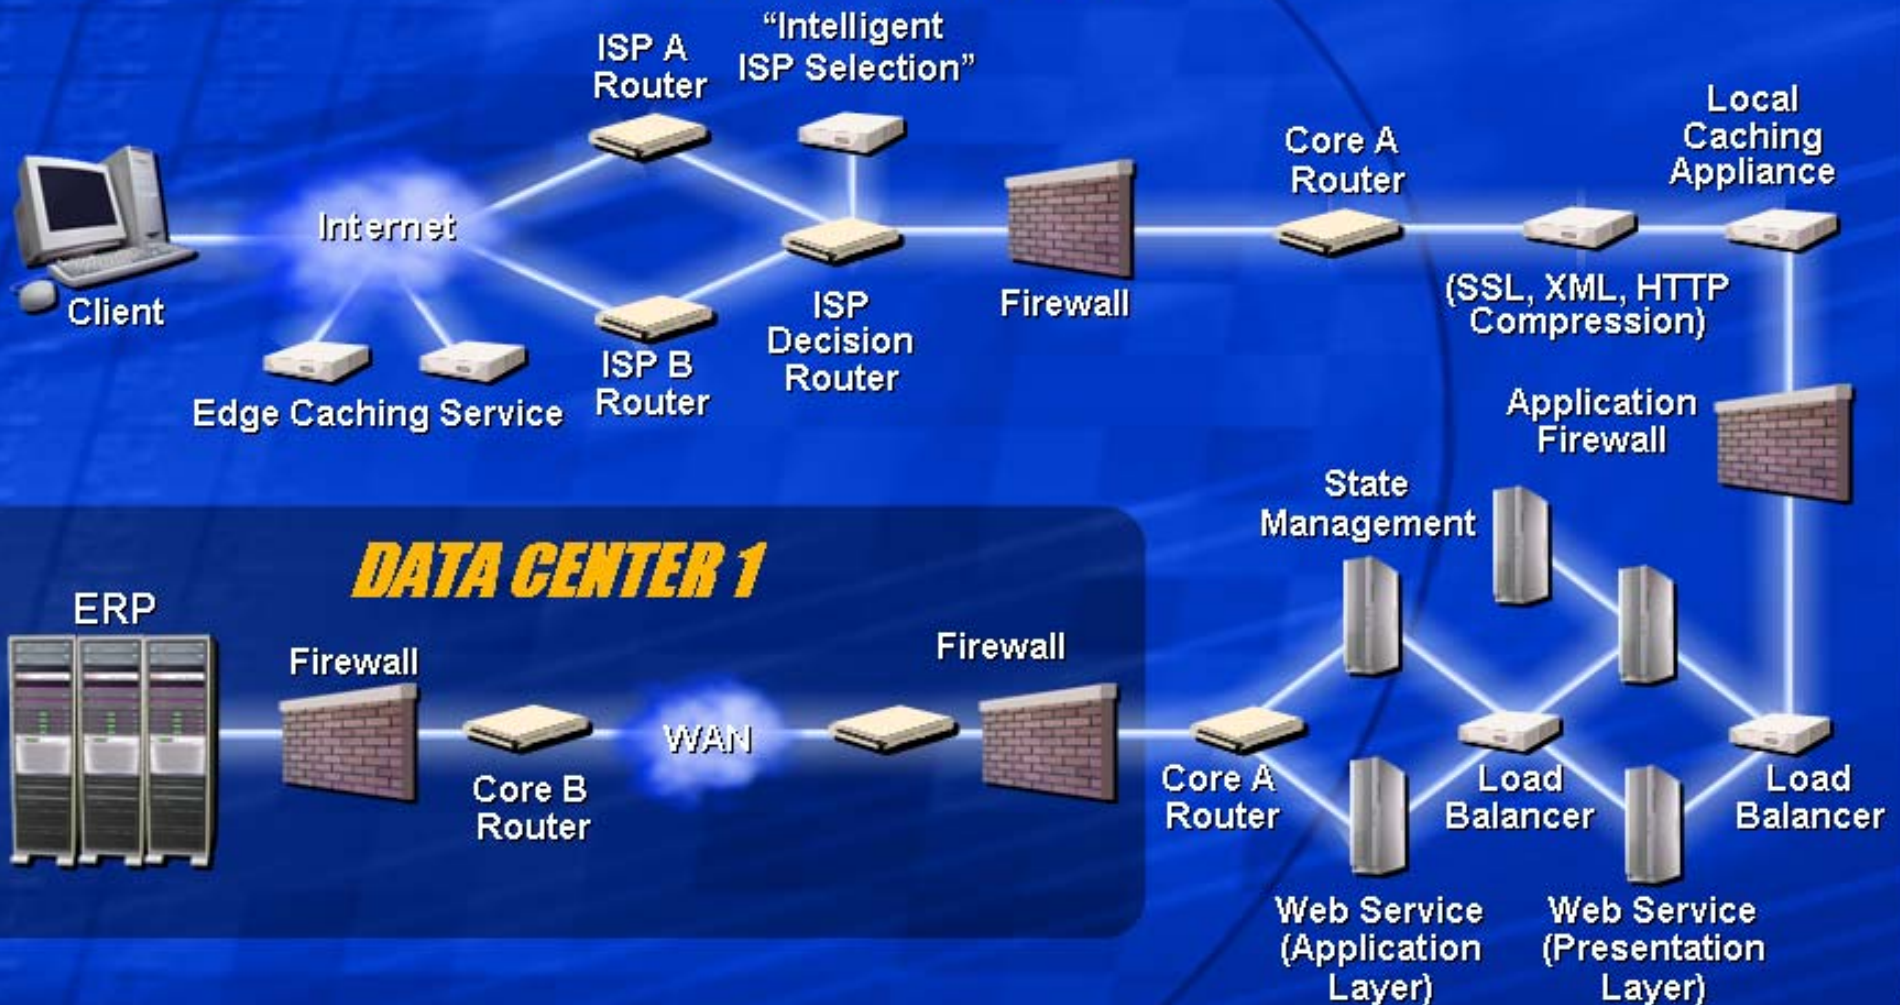 “Intelligent
ISP Selection”
ISP A
Router
Local
Caching
Appliance
Core A
Router
Internet
Client
(SSL, XML, HTTP
Compression)
Firewall
ISP
Decision
Router
ISP B
Router
Edge Caching Service
Application
Firewall
State
Management
DATA CENTER 1
ERP
Firewall
Firewall
WAN
Core B
Router
Core A
Router
Load
Balancer
Load
Balancer
Web Service
(Application
Layer)
Web Service
(Presentation
Layer)